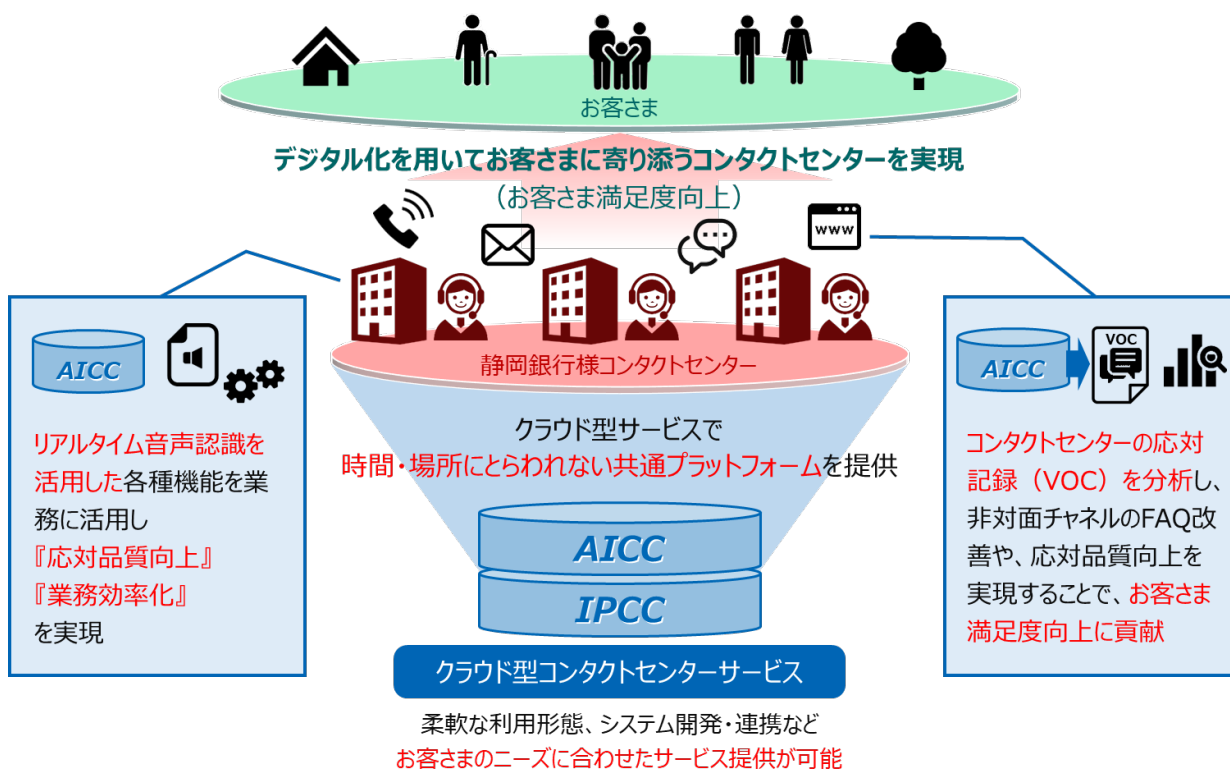 お客さま
デジタル化を用いてお客さまに寄り添うコンタクトセンターを実現
（お客さま満足度向上）
www
静岡銀行様コンタクトセンター
AICC
リアルタイム音声認識を
活用した各種機能を業
務に活用し
『応対品質向上』
『業務効率化』
を実現
クラウド型サービスで
時間・場所にとらわれない共通プラットフォームを提供
AICC
IPCC
クラウド型コンタクトセンターサービス
柔軟な利用形態、システム開発・連携など
お客さまのニーズに合わせたサービス提供が可能
AICC
VOC
コンタクトセンターの応対
記録（VOC）を分析し、
非対面チャネルのFAQ改
善や、応対品質向上を
実現することで、お客さま
満足度向上に貢献